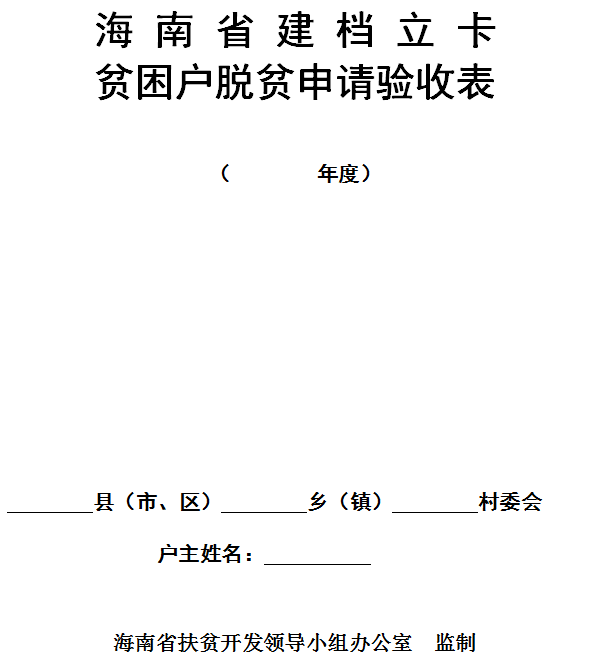 海 南 省 建 档 立 卡
贫困户脱贫申请验收表
（　　　　年度）
________县（市、区）________乡（镇）________村委会
户主姓名：__________
海南省扶贫开发领导小组办公室　监制